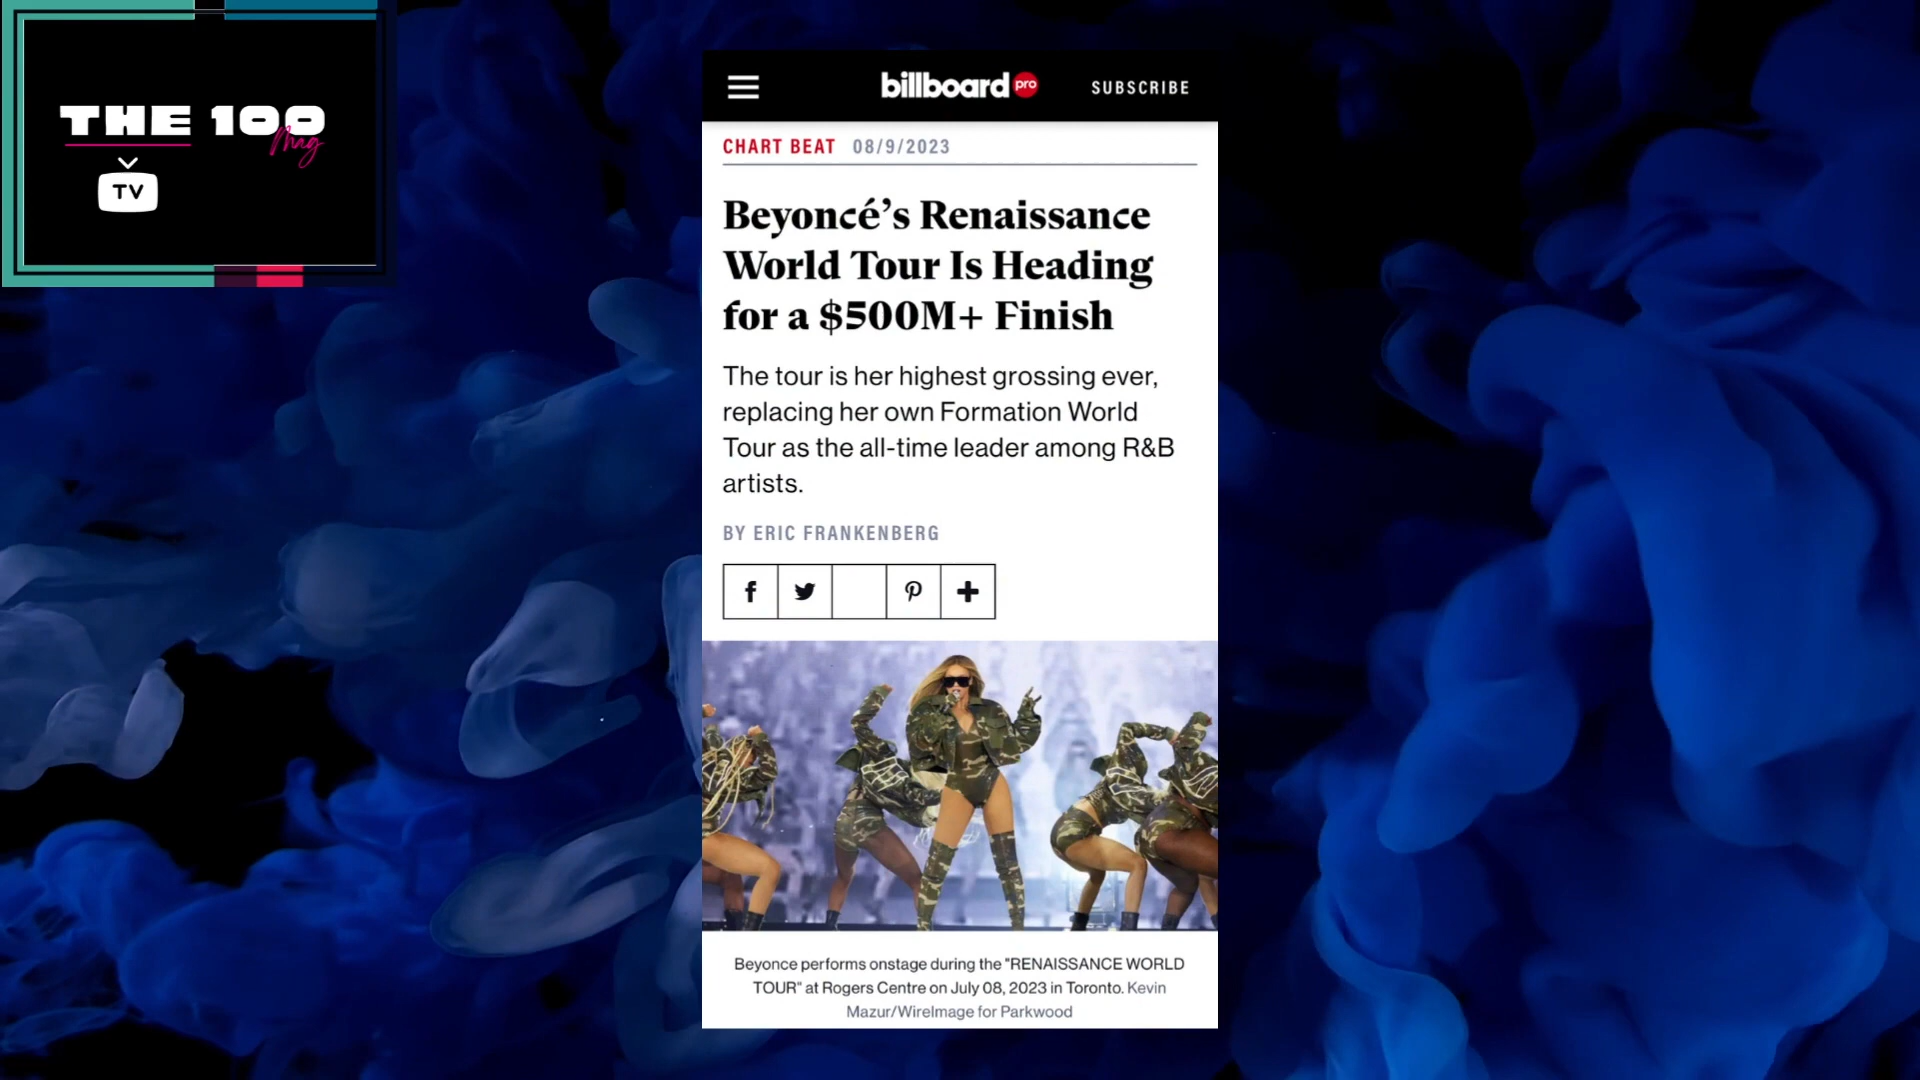 THE 100
Mag
TV
billboard pro
SUBSCRIBE
CHART BEAT 08/9/2023
Beyoncé’s Renaissance
World Tour Is Heading
for a $500M+ Finish
The tour is her highest grossing ever,
replacing her own Formation World
Tour as the all-time leader among R&B
artists.
BY ERIC FRANKENBERG
Beyonce performs onstage during the "RENAISSANCE WORLD
TOUR" at Rogers Centre on July 08, 2023 in Toronto. Kevin
Mazur/WireImage for Parkwood